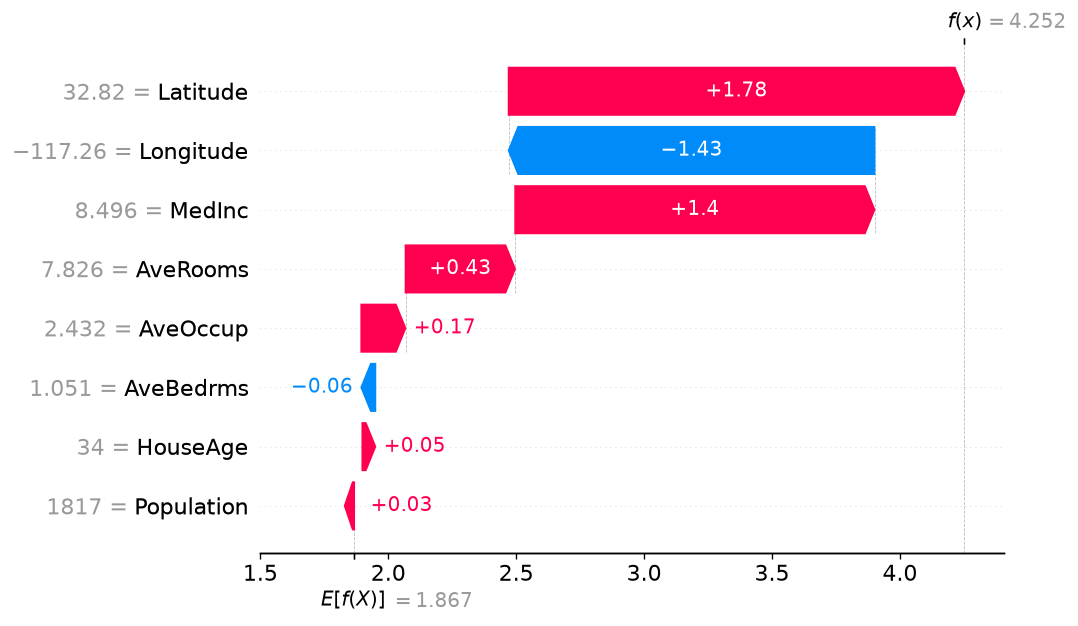 f(x) = 4.252
32.82 = Latitude
+1.78
−117.26 = Longitude
−1.43
8.496 = MedInc
+1.4
7.826 = AveRooms
+0.43
2.432 = AveOccup
+0.17
1.051 = AveBedrms
−0.06
34 = HouseAge
+0.05
1817 = Population
+0.03
1.5 2.0 2.5 3.0 3.5 4.0
E[f(X)] = 1.867